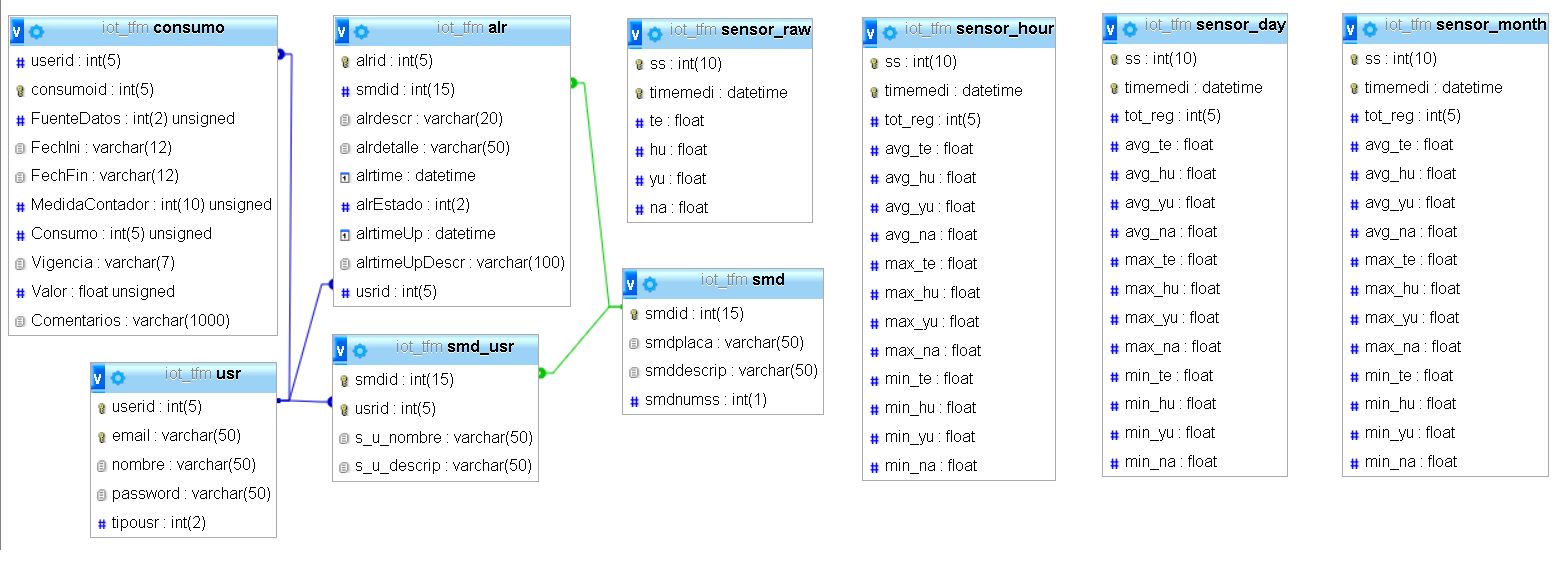 iot_tfm consumo
userid : int(5)
consumoid : int(5)
FuenteDatos : int(2) unsigned
FechIni : varchar(12)
FechFin : varchar(12)
MedidaContador : int(10) unsigned
Consumo : int(5) unsigned
Vigencia : varchar(7)
Valor : float unsigned
Comentarios : varchar(1000)
iot_tfm usr
userid : int(5)
email : varchar(50)
nombre : varchar(50)
password : varchar(50)
tipousr : int(2)
iot_tfm alr
alrid : int(5)
smdid : int(15)
alrdescr : varchar(20)
alrdetalle : varchar(50)
alrtime : datetime
alrEstado : int(2)
alrtimeUp : datetime
alrtimeUpDescr : varchar(100)
usrid : int(5)
iot_tfm smd_usr
smdid : int(15)
usrid : int(5)
s_u_nombre : varchar(50)
s_u_descrip : varchar(50)
iot_tfm sensor_raw
ss : int(10)
timemedi : datetime
te : float
hu : float
yu : float
na : float
iot_tfm smd
smdid : int(15)
smdplaca : varchar(50)
smddescrip : varchar(50)
smdnumss : int(1)
iot_tfm sensor_hour
ss : int(10)
timemedi : datetime
tot_reg : int(5)
avg_te : float
avg_hu : float
avg_yu : float
avg_na : float
max_te : float
max_hu : float
max_yu : float
max_na : float
min_te : float
min_hu : float
min_yu : float
min_na : float
iot_tfm sensor_day
ss : int(10)
timemedi : datetime
tot_reg : int(5)
avg_te : float
avg_hu : float
avg_yu : float
avg_na : float
max_te : float
max_hu : float
max_yu : float
max_na : float
min_te : float
min_hu : float
min_yu : float
min_na : float
iot_tfm sensor_month
ss : int(10)
timemedi : datetime
tot_reg : int(5)
avg_te : float
avg_hu : float
avg_yu : float
avg_na : float
max_te : float
max_hu : float
max_yu : float
max_na : float
min_te : float
min_hu : float
min_yu : float
min_na : float